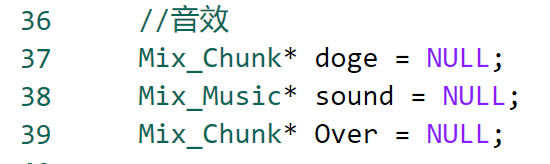 36 //音效
37 Mix_Chunk* doge = NULL;
38 Mix_Music* sound = NULL;
39 Mix_Chunk* Over = NULL;